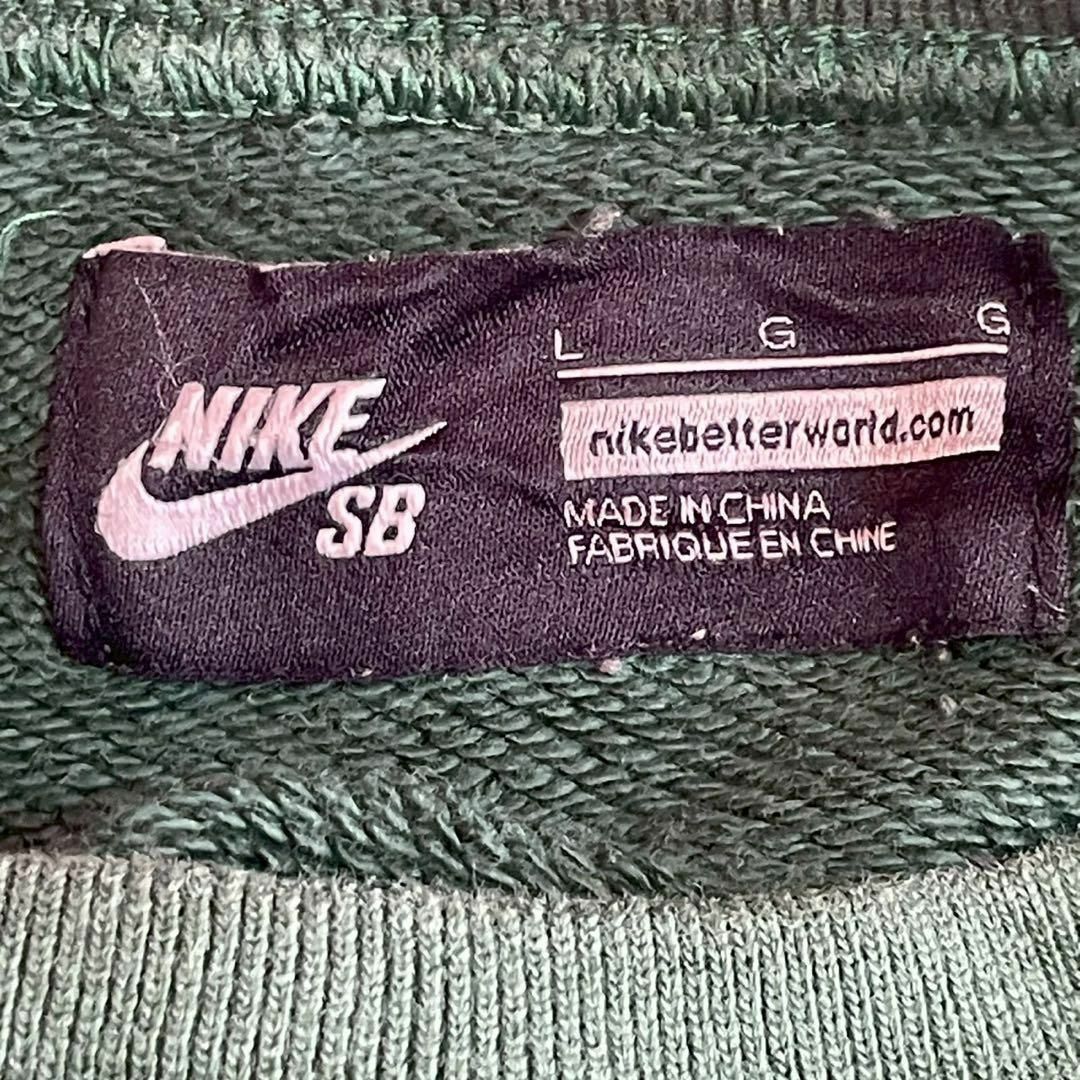 NIKE
SB
L G G
nikebetterworld.com
MADE IN CHINA
FABRIQUE EN CHINE